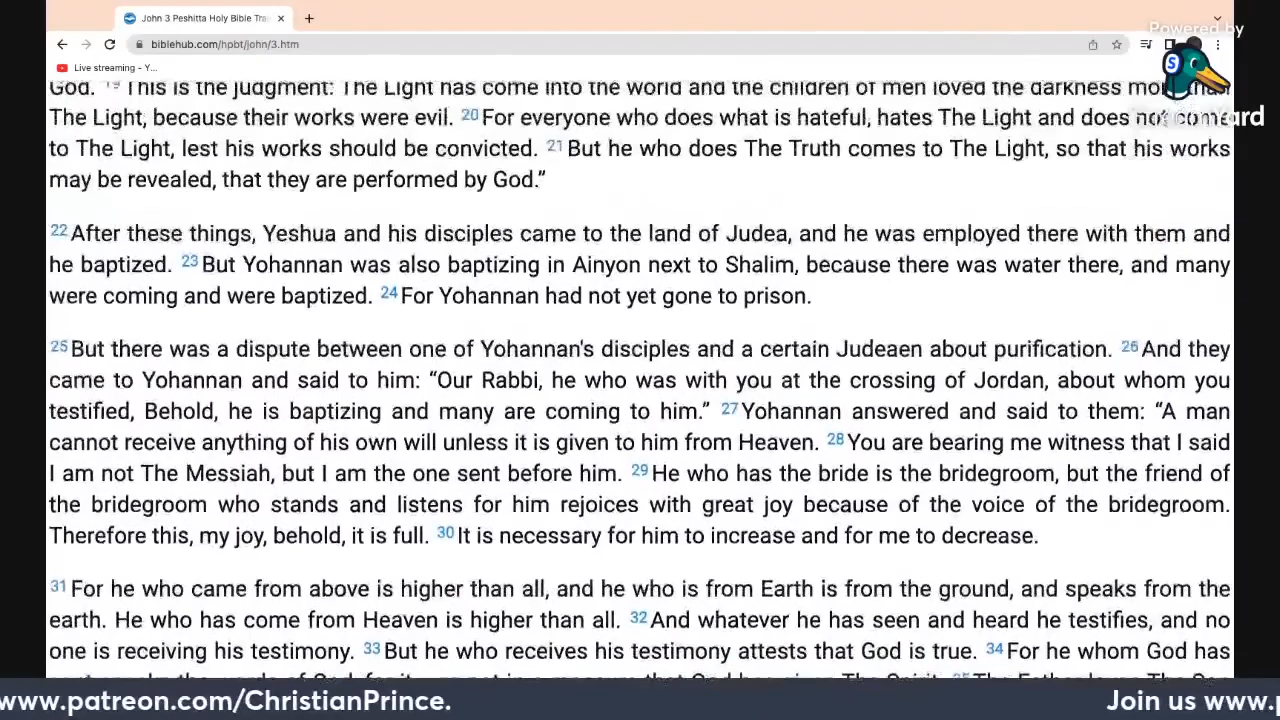 John 3 Peshitta Holy Bible Tra
Powered by
biblehub.com/hpbt/john/3.htm
Live streaming - Y...
God. 19 This is the judgment: The Light has come into the world and the children of men loved the darkness more than
The Light, because their works were evil. 20 For everyone who does what is hateful, hates The Light and does not come
to The Light, lest his works should be convicted. 21 But he who does The Truth comes to The Light, so that his works
may be revealed, that they are performed by God.”
22 After these things, Yeshua and his disciples came to the land of Judea, and he was employed there with them and
he baptized. 23 But Yohannan was also baptizing in Ainyon next to Shalim, because there was water there, and many
were coming and were baptized. 24 For Yohannan had not yet gone to prison.
25 But there was a dispute between one of Yohannan's disciples and a certain Judeaen about purification. 26 And they
came to Yohannan and said to him: “Our Rabbi, he who was with you at the crossing of Jordan, about whom you
testified, Behold, he is baptizing and many are coming to him.” 27 Yohannan answered and said to them: “A man
cannot receive anything of his own will unless it is given to him from Heaven. 28 You are bearing me witness that I said
I am not The Messiah, but I am the one sent before him. 29 He who has the bride is the bridegroom, but the friend of
the bridegroom who stands and listens for him rejoices with great joy because of the voice of the bridegroom.
Therefore this, my joy, behold, it is full. 30 It is necessary for him to increase and for me to decrease.
31 For he who came from above is higher than all, and he who is from Earth is from the ground, and speaks from the
earth. He who has come from Heaven is higher than all. 32 And whatever he has seen and heard he testifies, and no
one is receiving his testimony. 33 But he who receives his testimony attests that God is true. 34 For he whom God has
www.patreon.com/ChristianPrince. Join us www.p